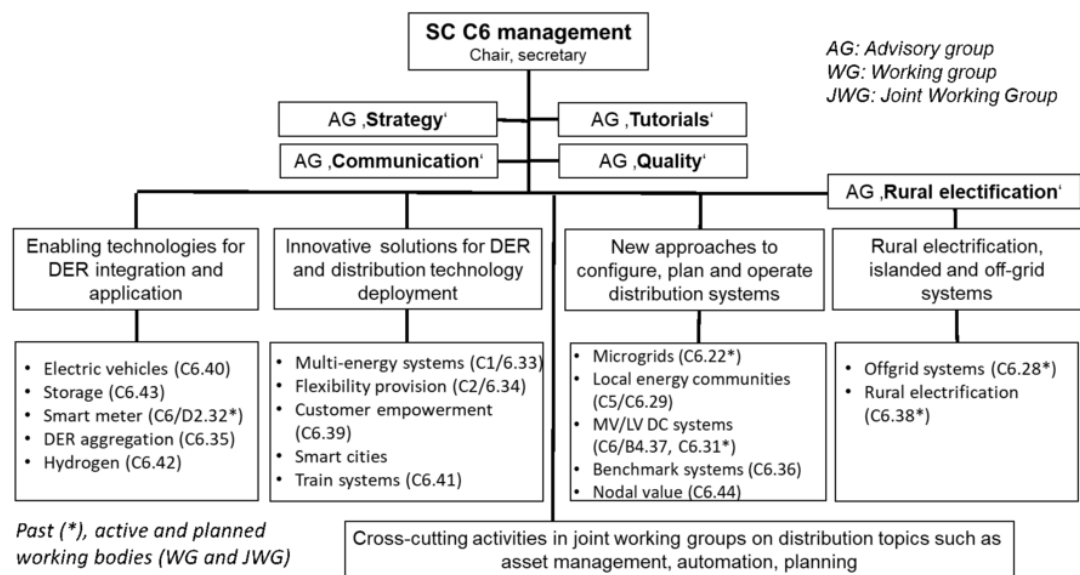 SC C6 management
Chair, secretary
AG: Advisory group
WG: Working group
JWG: Joint Working Group
AG ‚Strategy‘
AG ‚Tutorials‘
AG ‚Communication‘
AG ‚Quality‘
AG ‚Rural electification‘
Enabling technologies for
DER integration and
application
Innovative solutions for DER
and distribution technology
deployment
New approaches to
configure, plan and operate
distribution systems
Rural electrification,
islanded and off-grid
systems
• Electric vehicles (C6.40)
• Storage (C6.43)
• Smart meter (C6/D2.32*)
• DER aggregation (C6.35)
• Hydrogen (C6.42)
• Multi-energy systems (C1/6.33)
• Flexibility provision (C2/6.34)
• Customer empowerment
(C6.39)
• Smart cities
• Train systems (C6.41)
• Microgrids (C6.22*)
• Local energy communities
(C5/C6.29)
• MV/LV DC systems
(C6/B4.37, C6.31*)
• Benchmark systems (C6.36)
• Nodal value (C6.44)
• Offgrid systems (C6.28*)
• Rural electrification
(C6.38*)
Past (*), active and planned
working bodies (WG and JWG)
Cross-cutting activities in joint working groups on distribution topics such as
asset management, automation, planning